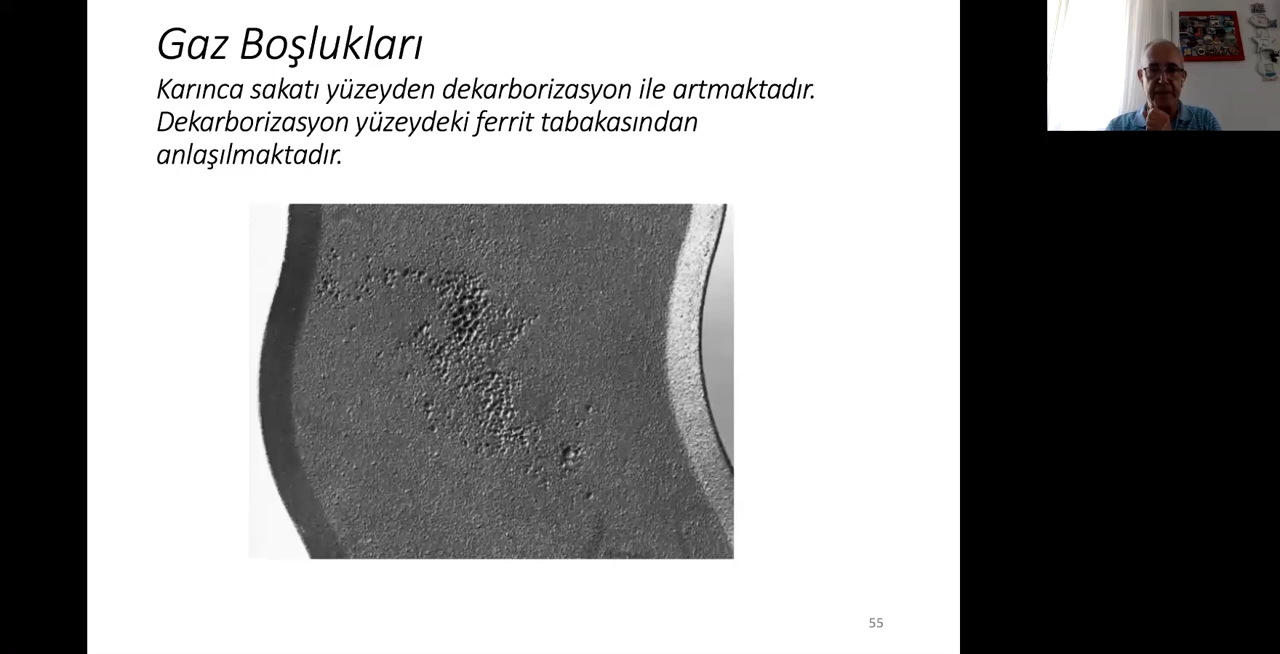 Gaz Boşlukları
Karınca sakatı yüzeyden dekarborizasyon ile artmaktadır.
Dekarborizasyon yüzeydeki ferrit tabakasından
anlaşılmaktadır.
55